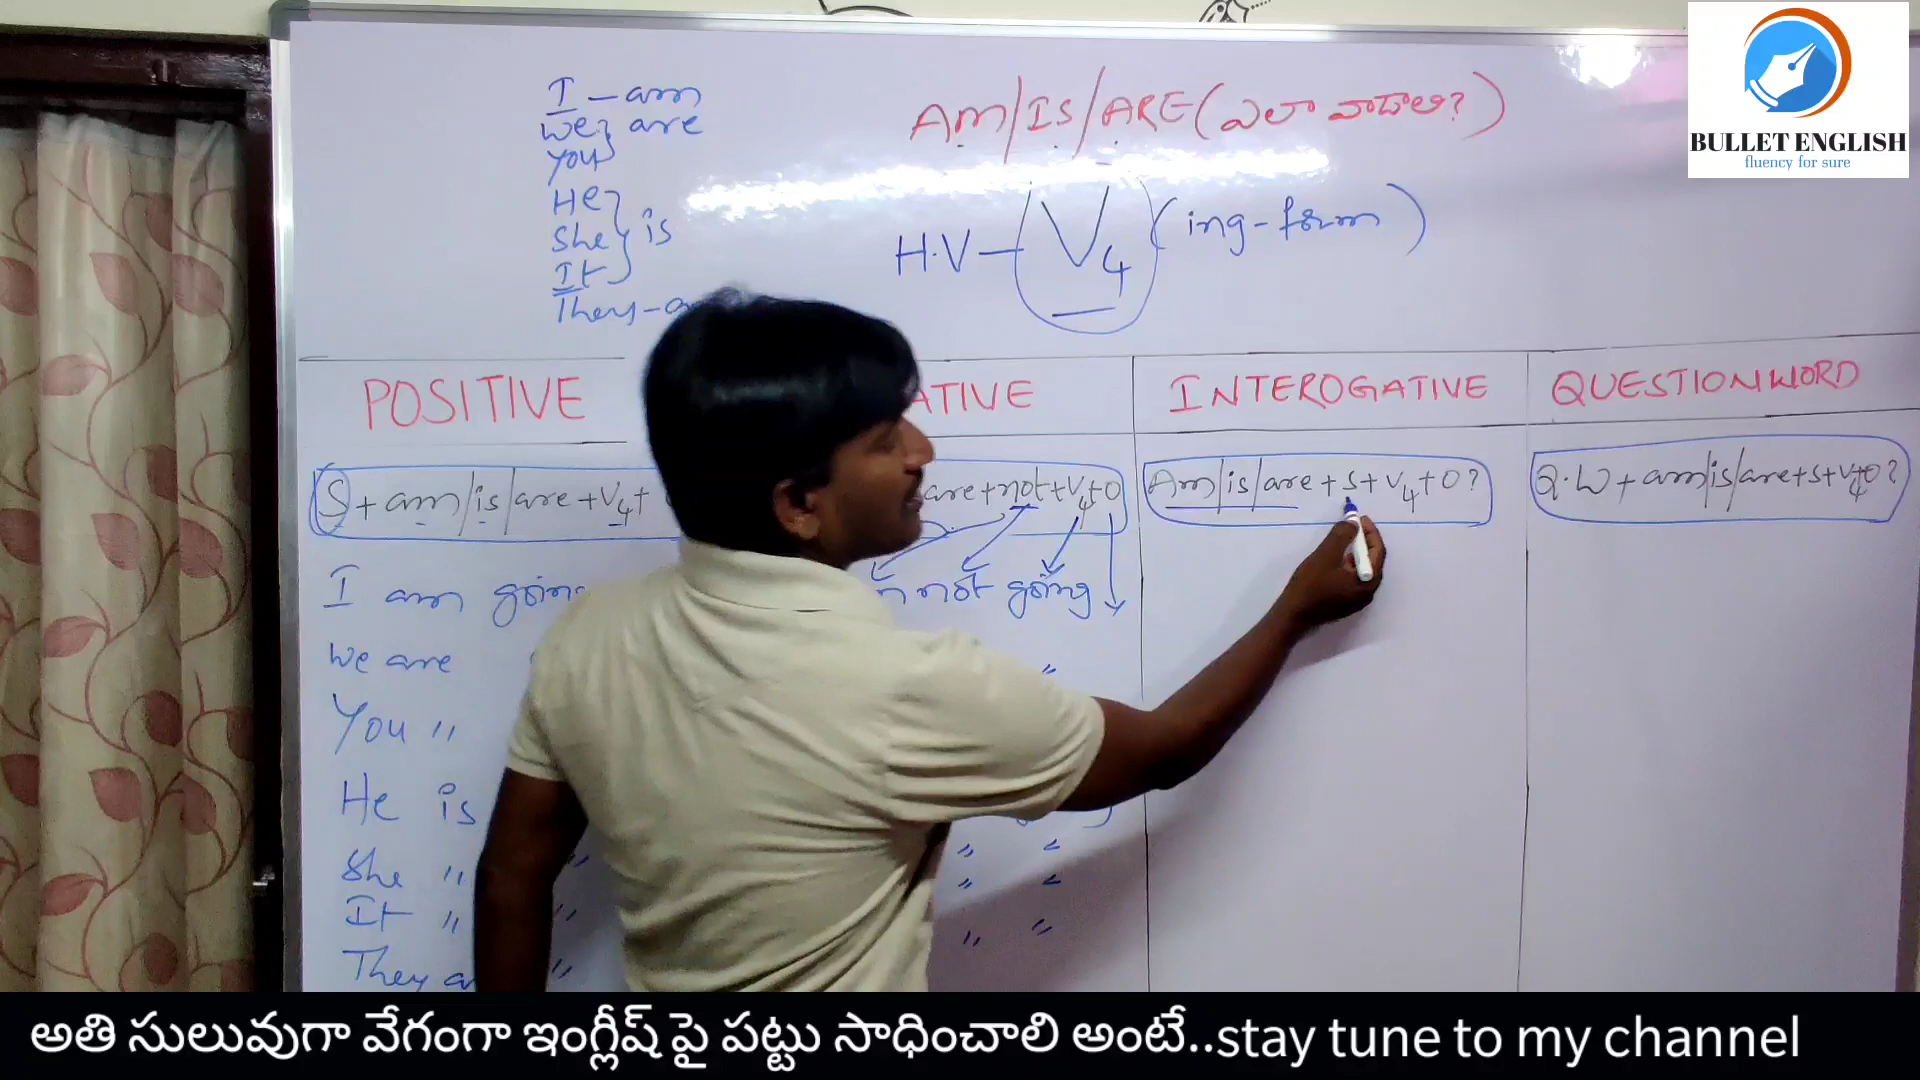 I - am
We } are
You
He }
She } is
It
They -
AM/IS/ARE (ఎలా వాడాలి?)
H.V - V4 (ing-form)
BULLET ENGLISH
fluency for sure
POSITIVE
ATIVE
INTEROGATIVE
QUESTIONWORD
S + am/is/are + V4 +
are + not + V4 + O
Am/is/are + S + V4 + O?
Q.W + am/is/are + S + V4 + O?
I am going
not going
We are
"
You "
He is
She " "
" "
It " "
" "
They "
" "
అతి సులువుగా వేగంగా ఇంగ్లీష్ పై పట్టు సాధించాలి అంటే..stay tune to my channel